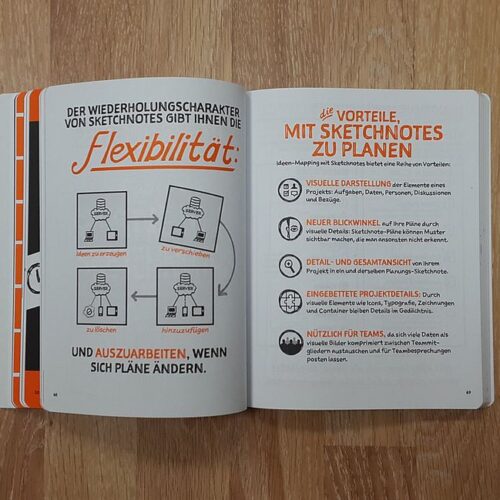 DER WIEDERHOLUNGSCHARAKTER
VON SKETCHNOTES GIBT IHNEN DIE
Flexibilität:
SERVER
SERVER
Ideen zu erzeugen
zu verschieben
SERVER
SERVER
zu löschen
hinzuzufügen
UND AUSZUARBEITEN, WENN
SICH PLÄNE ÄNDERN.
68
die VORTEILE,
MIT SKETCHNOTES
ZU PLANEN
Ideen-Mapping mit Sketchnotes bietet eine Reihe von Vorteilen:
VISUELLE DARSTELLUNG der Elemente eines
Projekts: Aufgaben, Daten, Personen, Diskussionen
und Bezüge.
NEUER BLICKWINKEL auf Ihre Pläne durch
visuelle Details: Sketchnote-Pläne können Muster
sichtbar machen, die man ansonsten nicht erkennt.
DETAIL- UND GESAMTANSICHT von Ihrem
Projekt in ein und derselben Planungs-Sketchnote.
EINGEBETTETE PROJEKTDETAILS: Durch
visuelle Elemente wie Icons, Typografie, Zeichnungen
und Container bleiben Details im Gedächtnis.
NÜTZLICH FÜR TEAMS, da sich viele Daten als
visuelle Bilder komprimiert zwischen Teammit-
gliedern austauschen und für Teambesprechungen
posten lassen.
69